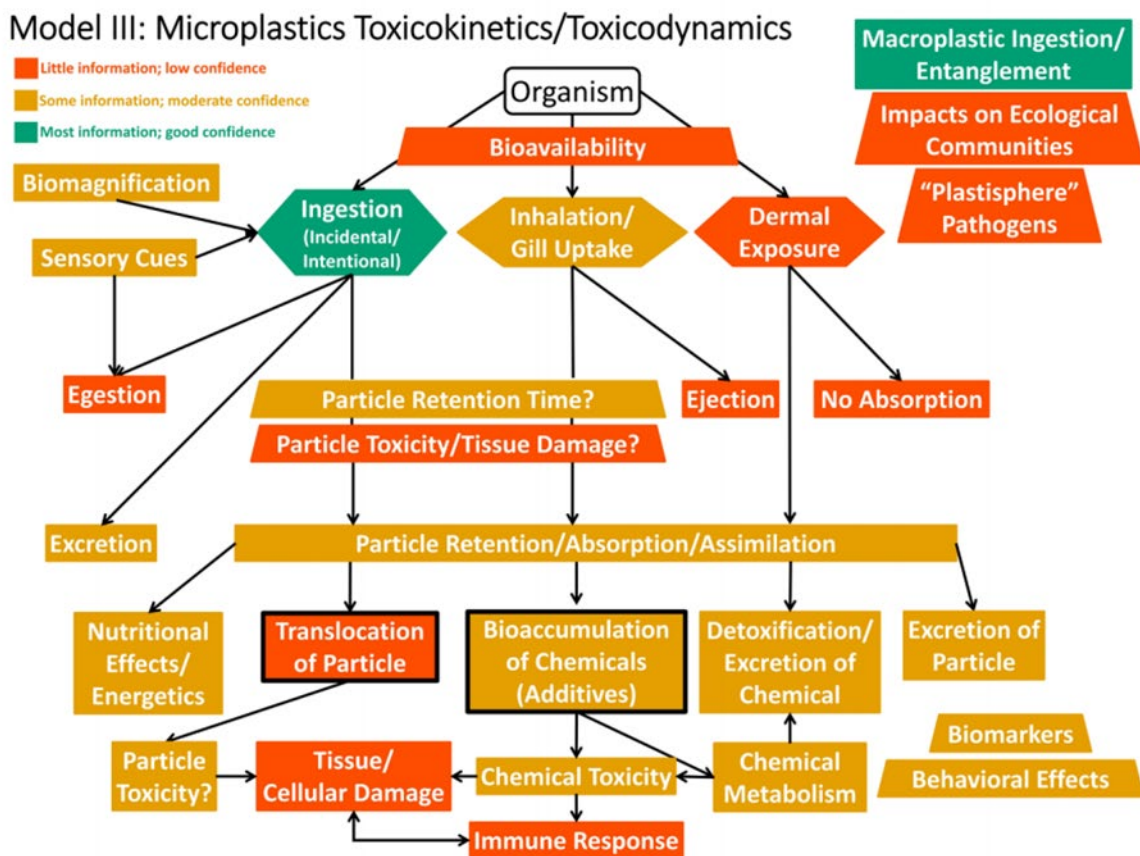 Model III: Microplastics Toxicokinetics/Toxicodynamics
Little information; low confidence
Some information; moderate confidence
Most information; good confidence
Macroplastic Ingestion/
Entanglement
Impacts on Ecological
Communities
"Plastisphere"
Pathogens
Organism
Bioavailability
Biomagnification
Sensory Cues
Ingestion
(Incidental/
Intentional)
Inhalation/
Gill Uptake
Dermal
Exposure
Egestion
Particle Retention Time?
Ejection
No Absorption
Particle Toxicity/Tissue Damage?
Excretion
Particle Retention/Absorption/Assimilation
Nutritional
Effects/
Energetics
Translocation
of Particle
Bioaccumulation
of Chemicals
(Additives)
Detoxification/
Excretion of
Chemical
Excretion of
Particle
Particle
Toxicity?
Tissue/
Cellular Damage
Chemical Toxicity
Chemical
Metabolism
Biomarkers
Behavioral Effects
Immune Response